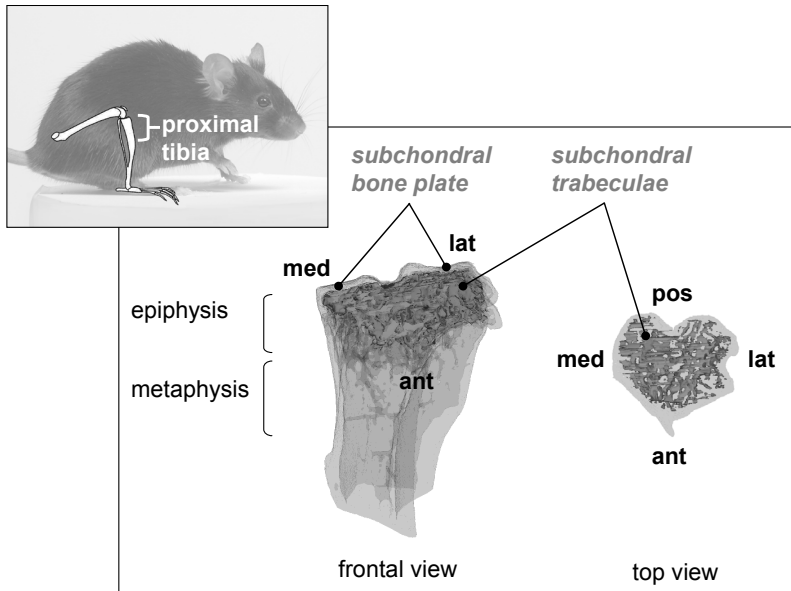 proximal
tibia
subchondral
bone plate
subchondral
trabeculae
med
lat
epiphysis
metaphysis
ant
pos
med
lat
ant
frontal view
top view